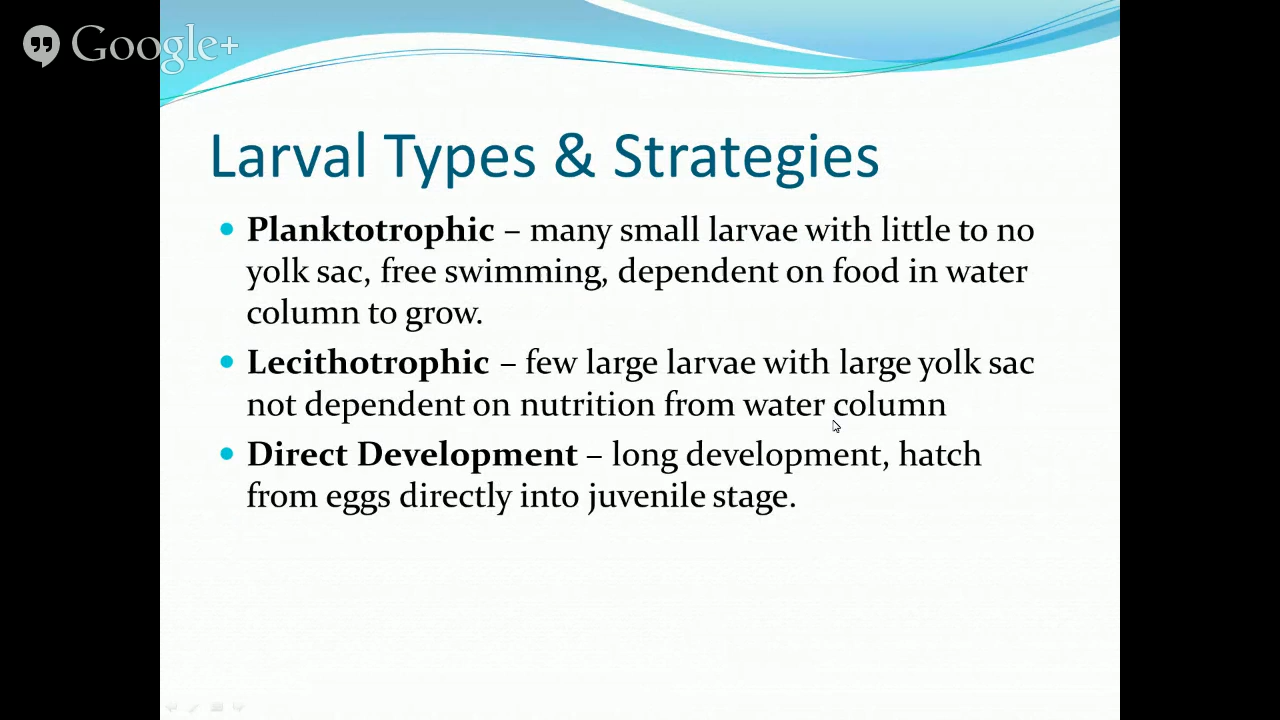 Google+
Larval Types & Strategies
• Planktotrophic – many small larvae with little to no
yolk sac, free swimming, dependent on food in water
column to grow.
• Lecithotrophic – few large larvae with large yolk sac
not dependent on nutrition from water column
• Direct Development – long development, hatch
from eggs directly into juvenile stage.